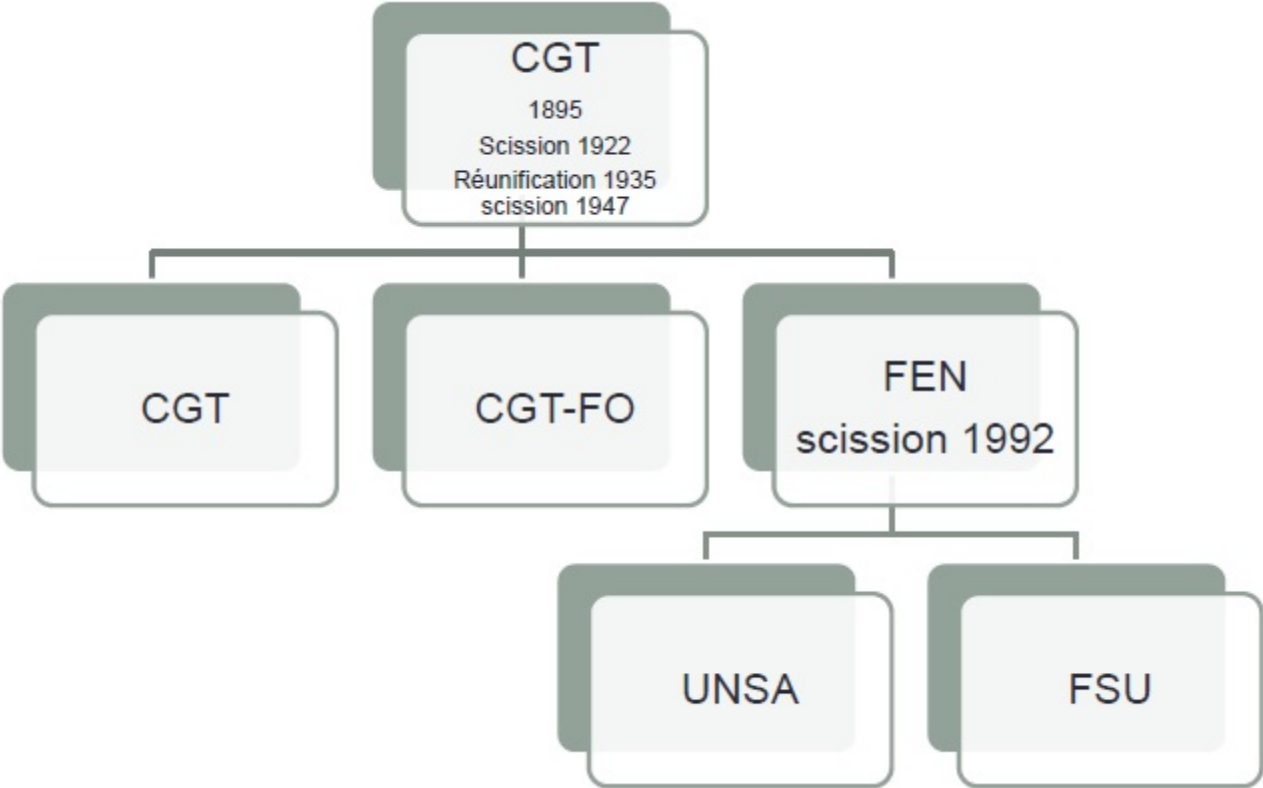 CGT
1895
Scission 1922
Réunification 1935
scission 1947
CGT
CGT-FO
FEN
scission 1992
UNSA
FSU